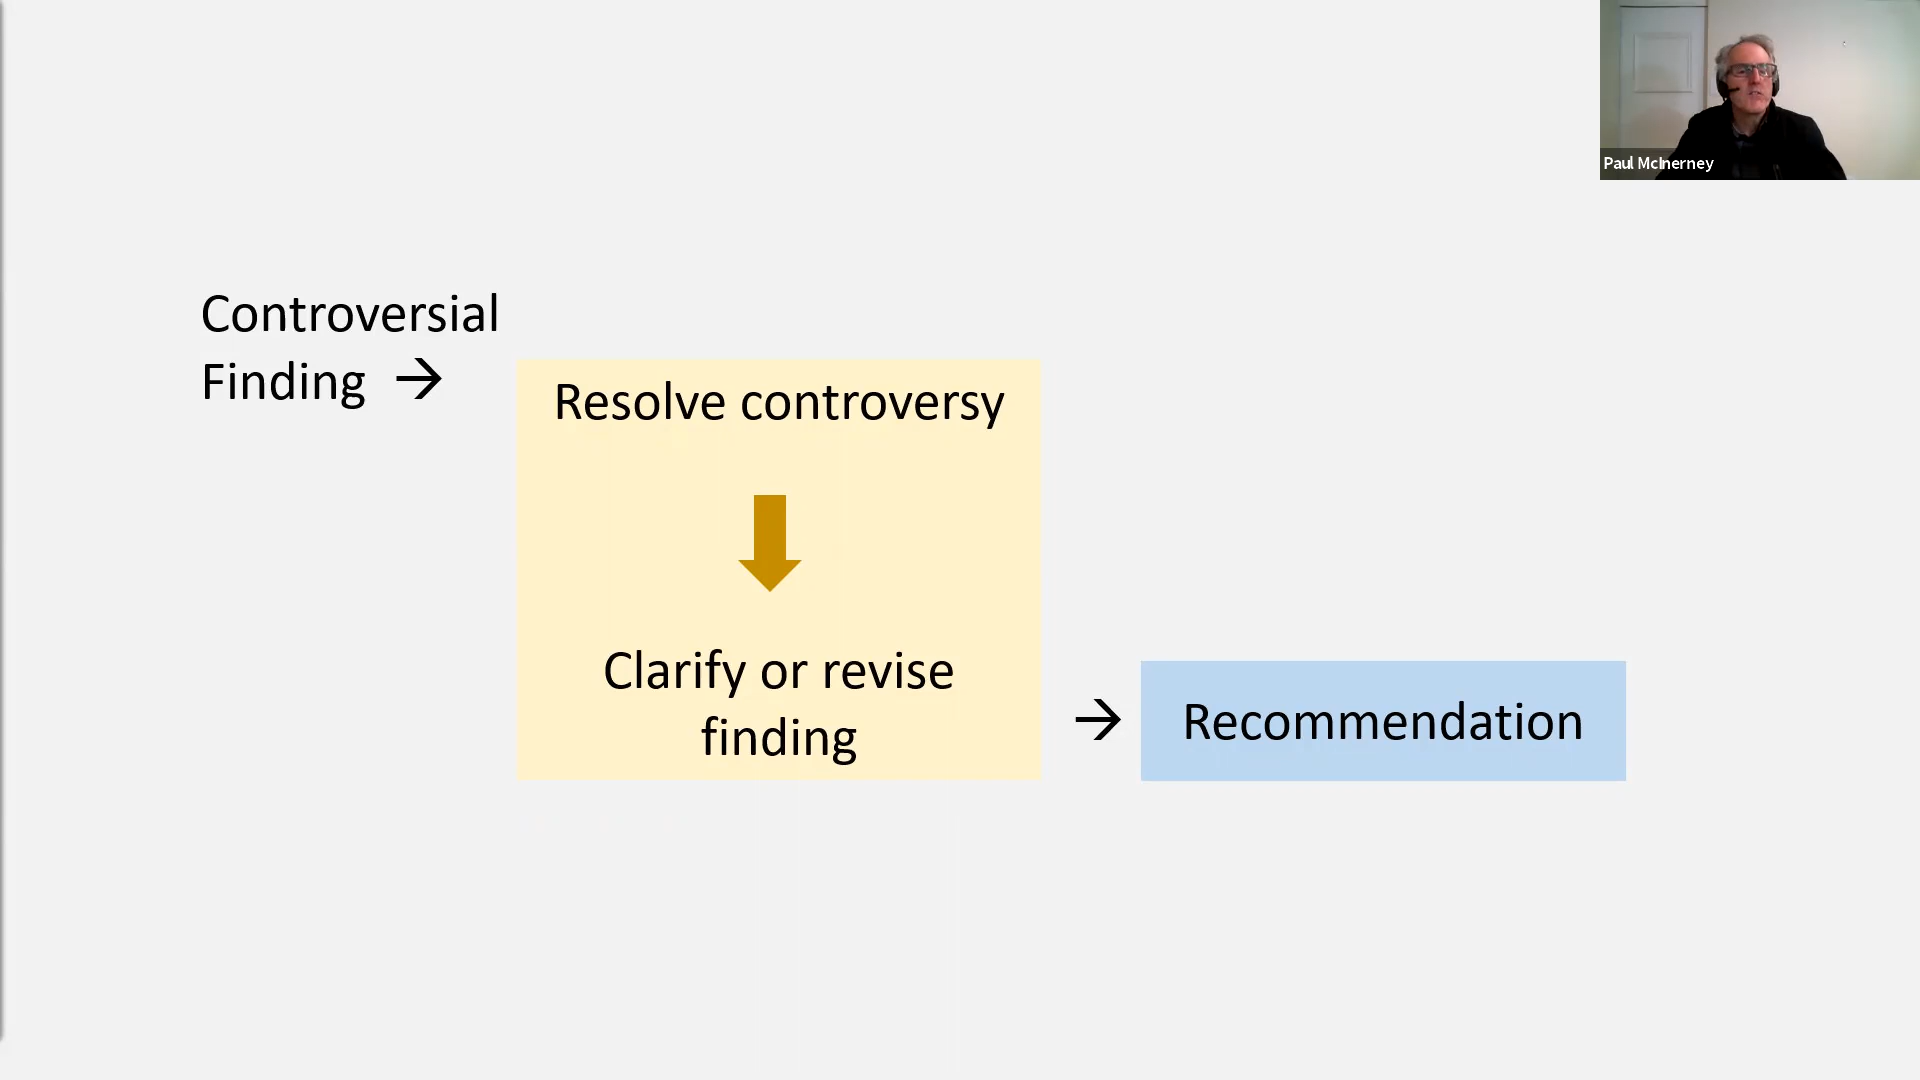 Paul McInerney
Controversial
Finding →
Resolve controversy
Clarify or revise
finding
→ Recommendation